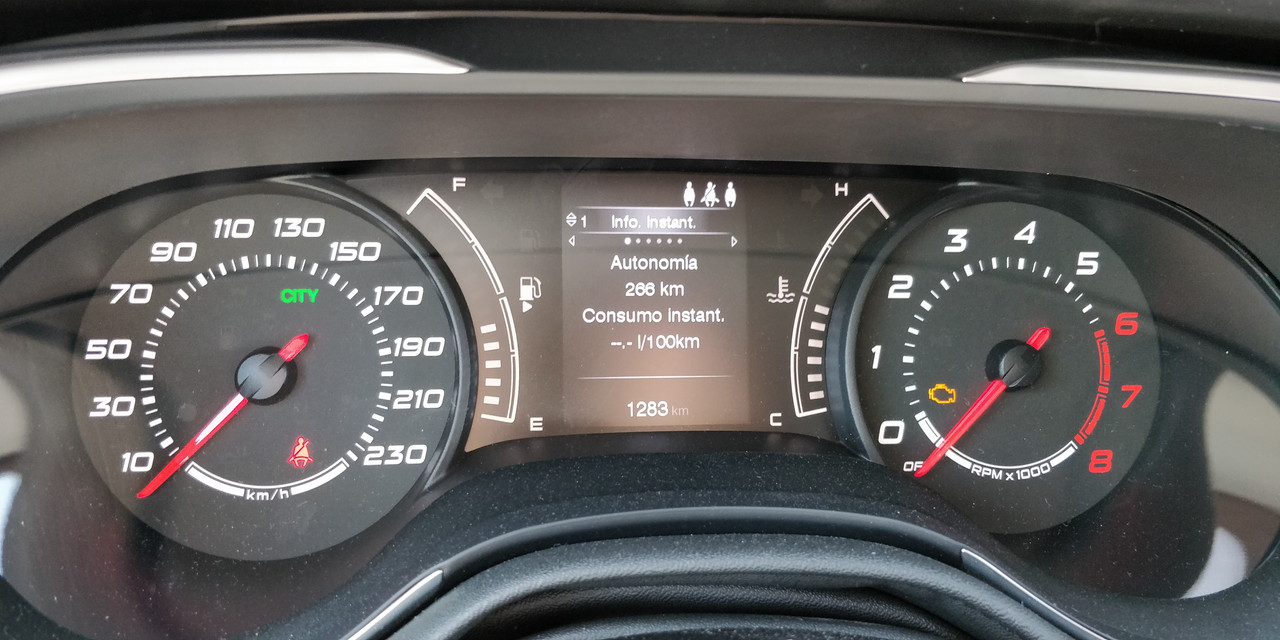 10
30
50
70
90
110
130
150
170
190
210
230
CITY
km/h
F
E
1 Info. Instant.
Autonomía
266 km
Consumo instant.
--,- l/100km
1283 km
H
C
0
1
2
3
4
5
6
7
8
RPM x 1000